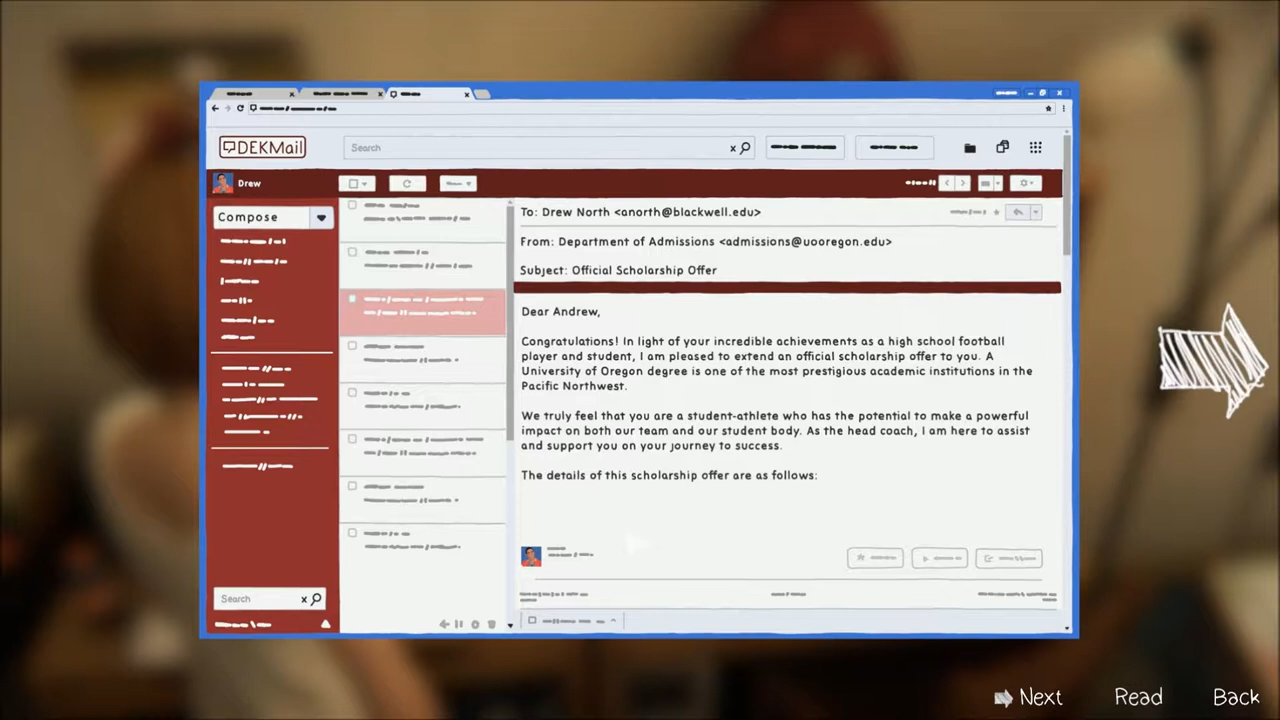 DEKMail
Search
x
Drew
Compose
To: Drew North <anorth@blackwell.edu>
From: Department of Admissions <admissions@uooregon.edu>
Subject: Official Scholarship Offer
Dear Andrew,
Congratulations! In light of your incredible achievements as a high school football
player and student, I am pleased to extend an official scholarship offer to you. A
University of Oregon degree is one of the most prestigious academic institutions in the
Pacific Northwest.
We truly feel that you are a student-athlete who has the potential to make a powerful
impact on both our team and our student body. As the head coach, I am here to assist
and support you on your journey to success.
The details of this scholarship offer are as follows:
Search
x
Next
Read
Back